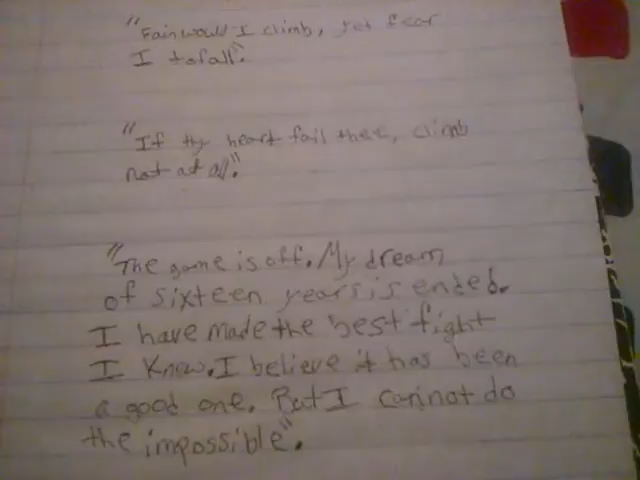 "Fain would I climb, yet fear
I to fall".
"If thy heart fail thee, climb
not at all".
"The game is off. My dream
of sixteen years is ended.
I have made the best fight
I know. I believe it has been
a good one. But I cannot do
the impossible".